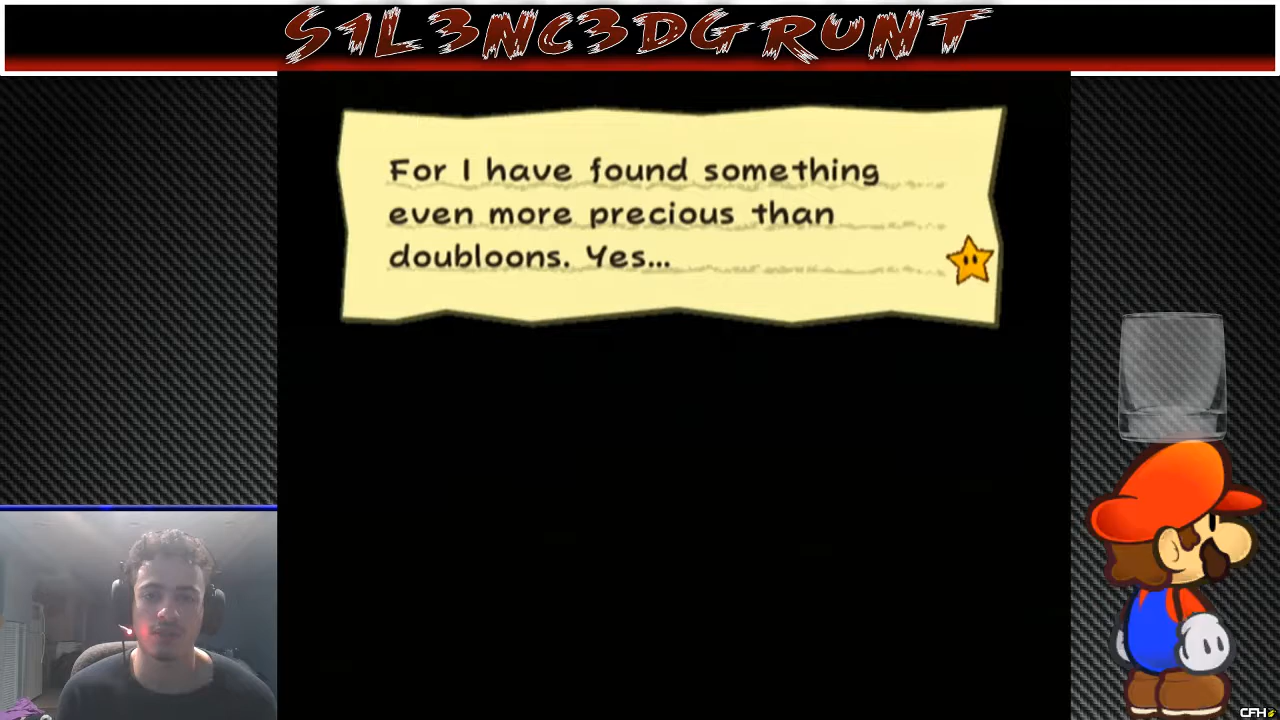 S1L3NC3DGRUNT
For I have found something
even more precious than
doubloons. Yes...
CFH